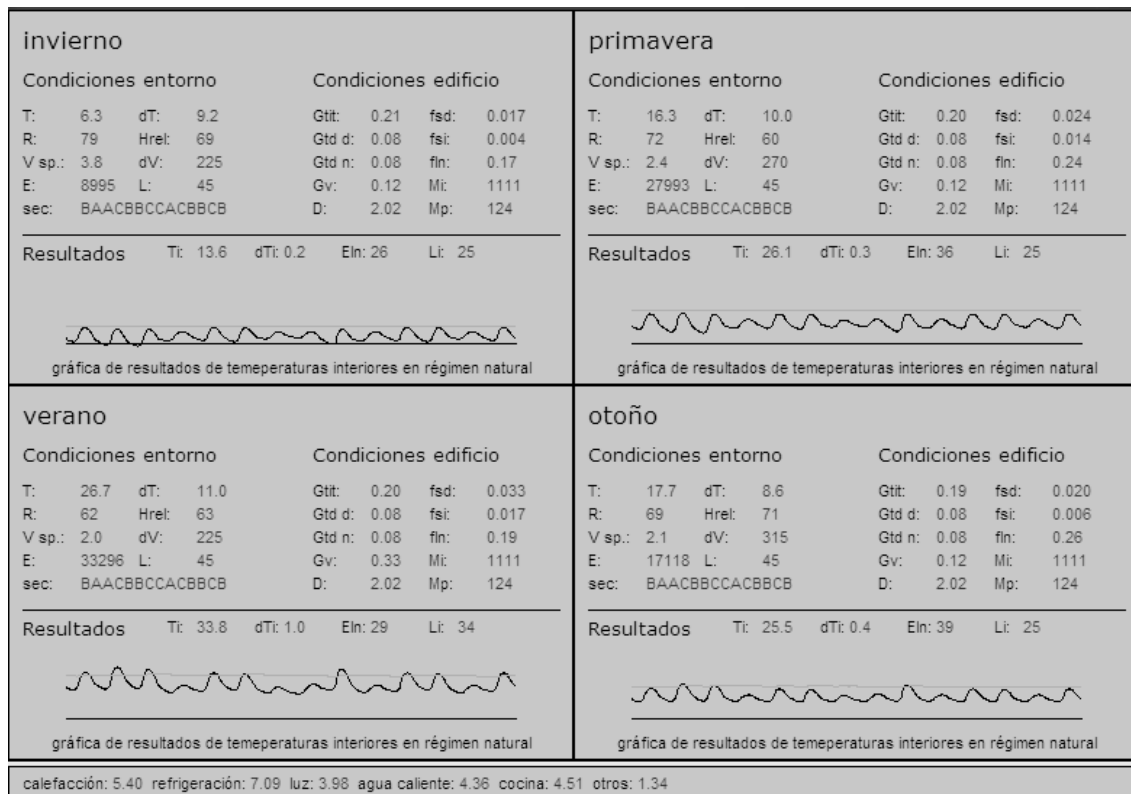 invierno
Condiciones entorno Condiciones edificio
T: 6.3 dT: 9.2 Gtit: 0.21 fsd: 0.017
R: 79 Hrel: 69 Gtd d: 0.08 fsi: 0.004
V sp.: 3.8 dV: 225 Gtd n: 0.08 fln: 0.17
E: 8995 L: 45 Gv: 0.12 Mi: 1111
sec: BAACBBCCACBBCB D: 2.02 Mp: 124
Resultados Ti: 13.6 dTi: 0.2 Eln: 26 Li: 25
gráfica de resultados de temeperaturas interiores en régimen natural
primavera
Condiciones entorno Condiciones edificio
T: 16.3 dT: 10.0 Gtit: 0.20 fsd: 0.024
R: 72 Hrel: 60 Gtd d: 0.08 fsi: 0.014
V sp.: 2.4 dV: 270 Gtd n: 0.08 fln: 0.24
E: 27993 L: 45 Gv: 0.12 Mi: 1111
sec: BAACBBCCACBBCB D: 2.02 Mp: 124
Resultados Ti: 26.1 dTi: 0.3 Eln: 36 Li: 25
gráfica de resultados de temeperaturas interiores en régimen natural
verano
Condiciones entorno Condiciones edificio
T: 26.7 dT: 11.0 Gtit: 0.20 fsd: 0.033
R: 62 Hrel: 63 Gtd d: 0.08 fsi: 0.017
V sp.: 2.0 dV: 225 Gtd n: 0.08 fln: 0.19
E: 33296 L: 45 Gv: 0.33 Mi: 1111
sec: BAACBBCCACBBCB D: 2.02 Mp: 124
Resultados Ti: 33.8 dTi: 1.0 Eln: 29 Li: 34
gráfica de resultados de temeperaturas interiores en régimen natural
otoño
Condiciones entorno Condiciones edificio
T: 17.7 dT: 8.6 Gtit: 0.19 fsd: 0.020
R: 69 Hrel: 71 Gtd d: 0.08 fsi: 0.006
V sp.: 2.1 dV: 315 Gtd n: 0.08 fln: 0.26
E: 17118 L: 45 Gv: 0.12 Mi: 1111
sec: BAACBBCCACBBCB D: 2.02 Mp: 124
Resultados Ti: 25.5 dTi: 0.4 Eln: 39 Li: 25
gráfica de resultados de temeperaturas interiores en régimen natural
calefacción: 5.40 refrigeración: 7.09 luz: 3.98 agua caliente: 4.36 cocina: 4.51 otros: 1.34